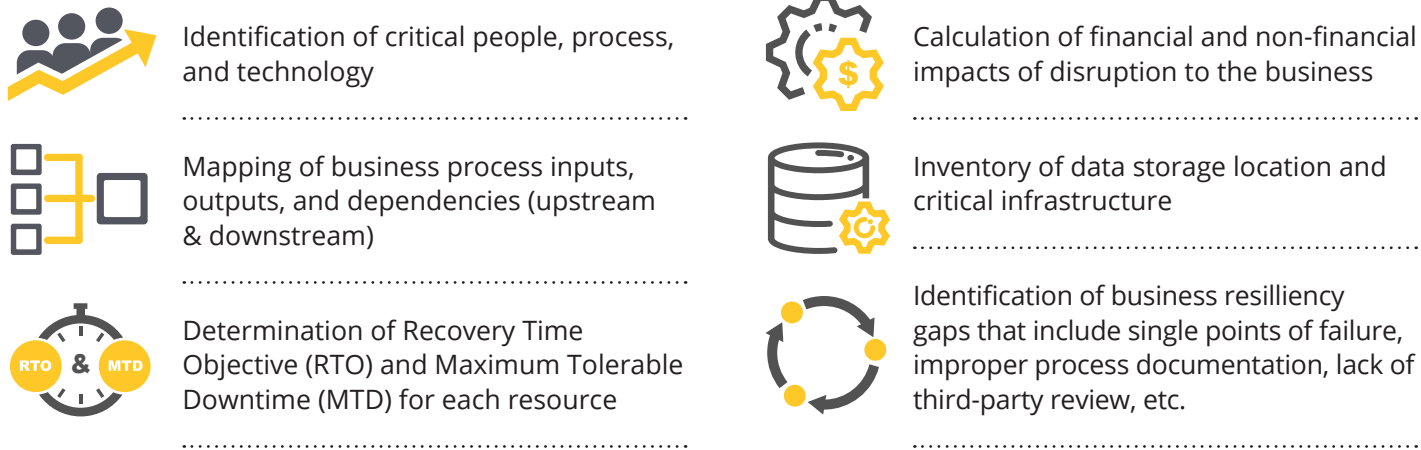 Identification of critical people, process,
and technology
Mapping of business process inputs,
outputs, and dependencies (upstream
& downstream)
RTO & MTD
Determination of Recovery Time
Objective (RTO) and Maximum Tolerable
Downtime (MTD) for each resource
$
Calculation of financial and non-financial
impacts of disruption to the business
Inventory of data storage location and
critical infrastructure
Identification of business resilliency
gaps that include single points of failure,
improper process documentation, lack of
third-party review, etc.